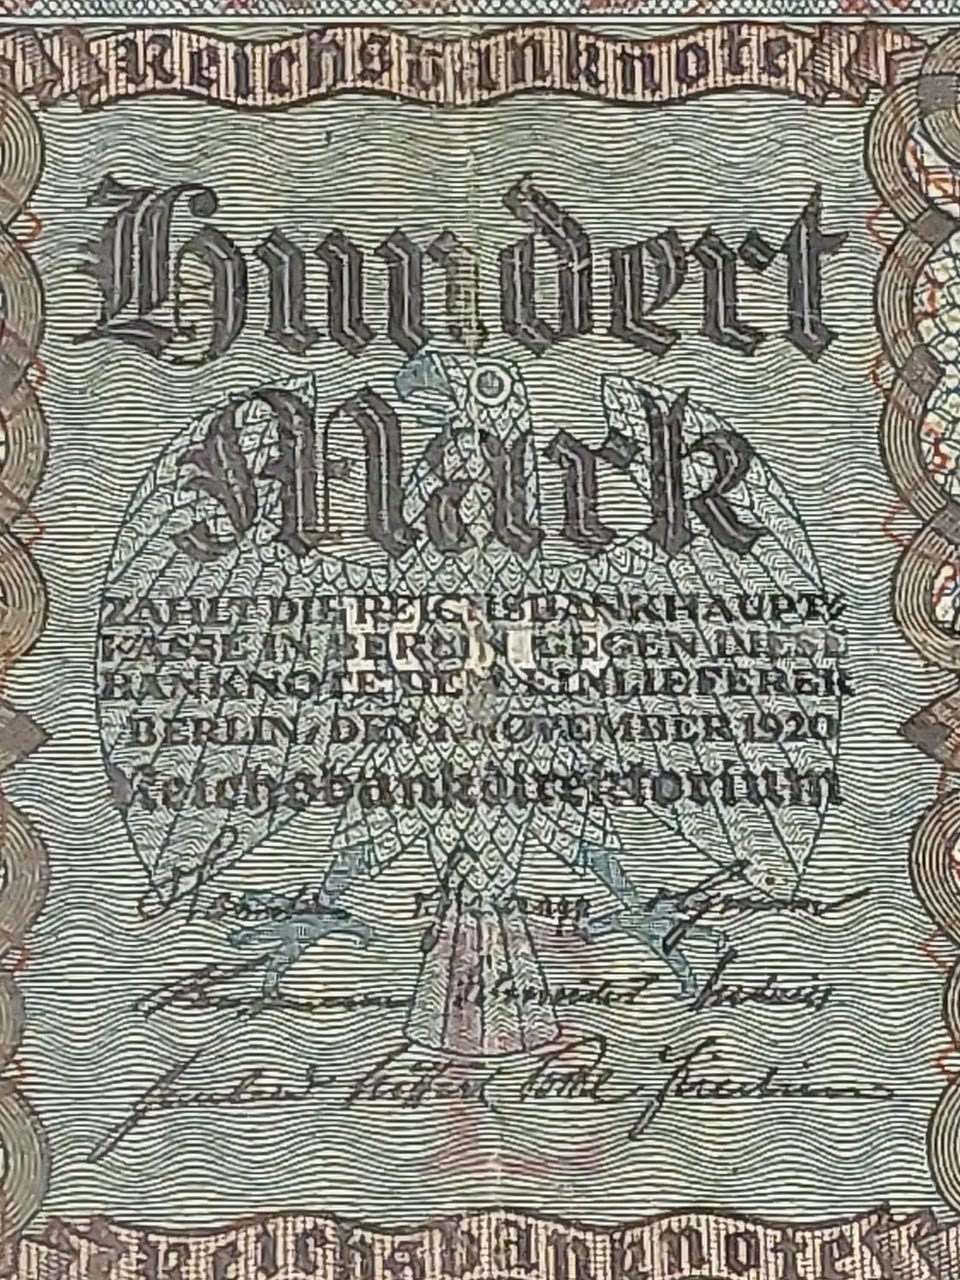 Reichsbanknote
Hundert
Mark
ZAHLT DIE REICHSBANKHAUPT⸗
KASSE IN BERLIN GEGEN DIESE
BANKNOTE DEM EINLIEFERER
BERLIN, DEN 1. NOVEMBER 1920
Reichsbankdirektorium
Reichsbanknote